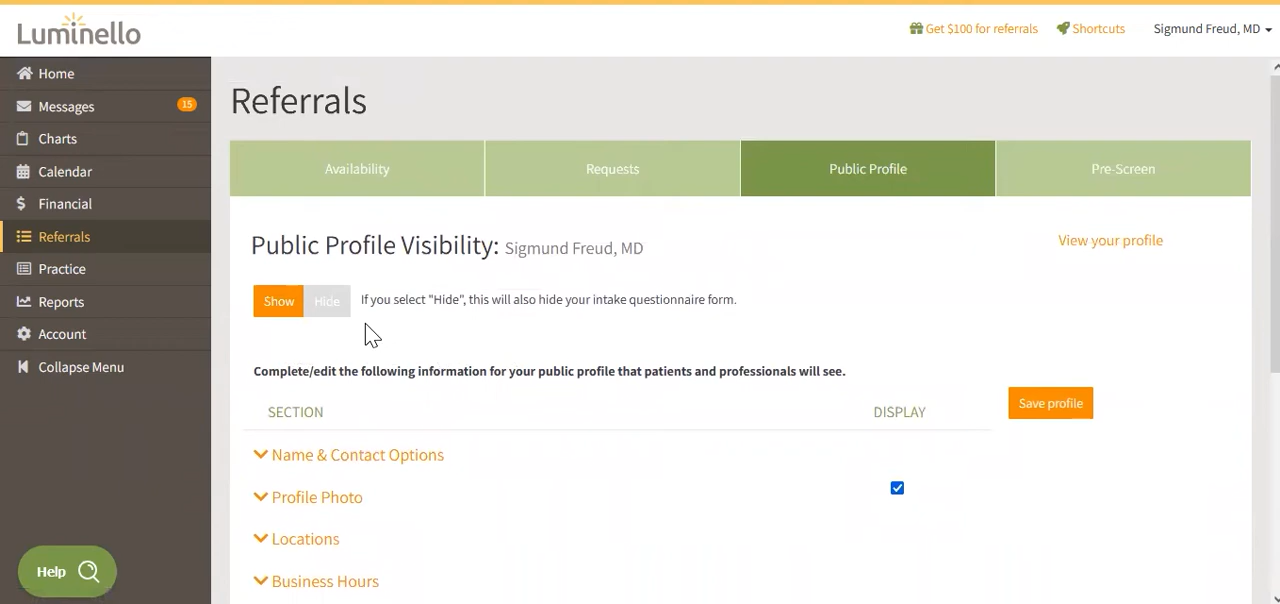 Luminello
Get $100 for referrals
Shortcuts
Sigmund Freud, MD
Home
Messages
15
Charts
Calendar
Financial
Referrals
Practice
Reports
Account
Collapse Menu
Help
Referrals
Availability
Requests
Public Profile
Pre-Screen
Public Profile Visibility: Sigmund Freud, MD
View your profile
Show
Hide
If you select "Hide", this will also hide your intake questionnaire form.
Complete/edit the following information for your public profile that patients and professionals will see.
SECTION
DISPLAY
Save profile
Name & Contact Options
Profile Photo
Locations
Business Hours